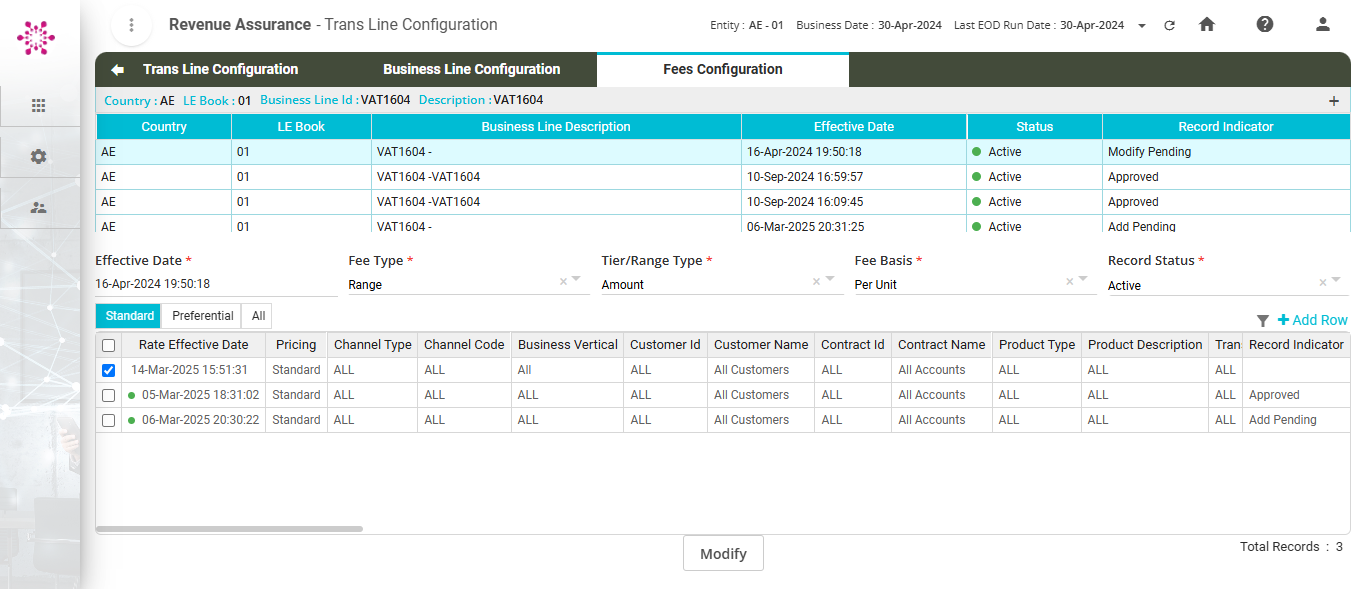 Revenue Assurance - Trans Line Configuration
Entity : AE - 01 Business Date : 30-Apr-2024 Last EOD Run Date : 30-Apr-2024
Trans Line Configuration Business Line Configuration Fees Configuration
Country : AE LE Book : 01 Business Line Id : VAT1604 Description : VAT1604 +
Country LE Book Business Line Description Effective Date Status Record Indicator
AE 01 VAT1604 - 16-Apr-2024 19:50:18 Active Modify Pending
AE 01 VAT1604 -VAT1604 10-Sep-2024 16:59:57 Active Approved
AE 01 VAT1604 -VAT1604 10-Sep-2024 16:09:45 Active Approved
AE 01 VAT1604 - 06-Mar-2025 20:31:25 Active Add Pending
Effective Date * Fee Type * Tier/Range Type * Fee Basis * Record Status *
16-Apr-2024 19:50:18 Range × Amount × Per Unit × Active ×
Standard Preferential All
+ Add Row
Rate Effective Date Pricing Channel Type Channel Code Business Vertical Customer Id Customer Name Contract Id Contract Name Product Type Product Description Tran Record Indicator
14-Mar-2025 15:51:31 Standard ALL ALL All ALL All Customers ALL All Accounts ALL ALL ALL
05-Mar-2025 18:31:02 Standard ALL ALL ALL ALL All Customers ALL All Accounts ALL ALL ALL Approved
06-Mar-2025 20:30:22 Standard ALL ALL ALL ALL All Customers ALL All Accounts ALL ALL ALL Add Pending
Modify
Total Records : 3